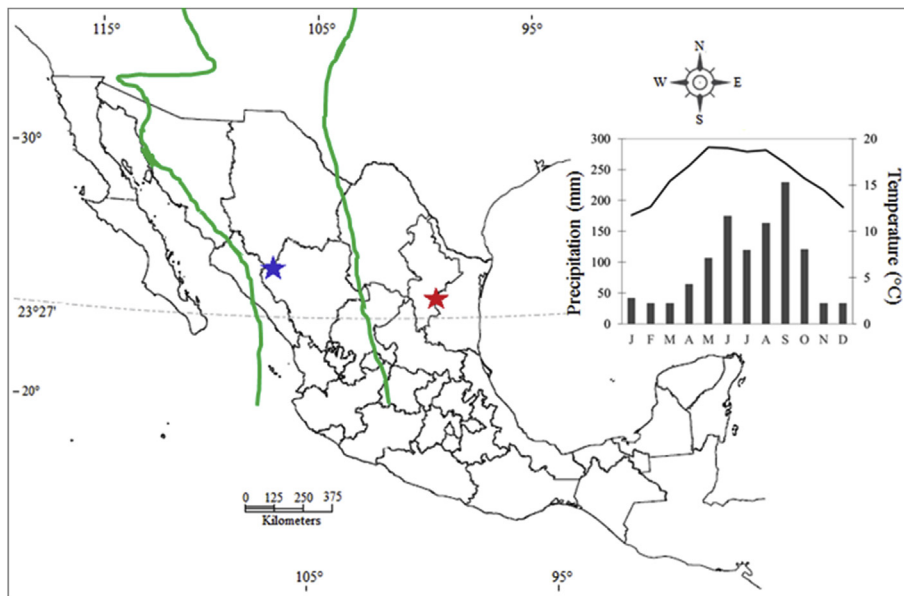 115° 105° 95°
N
W E
S
30°
23°27'
20°
300 20
250
200 15
150 10
100
50 5
0 0
Precipitation (mm)
Temperature (°C)
J F M A M J J A S O N D
0 125 250 375
Kilometers
105° 95°